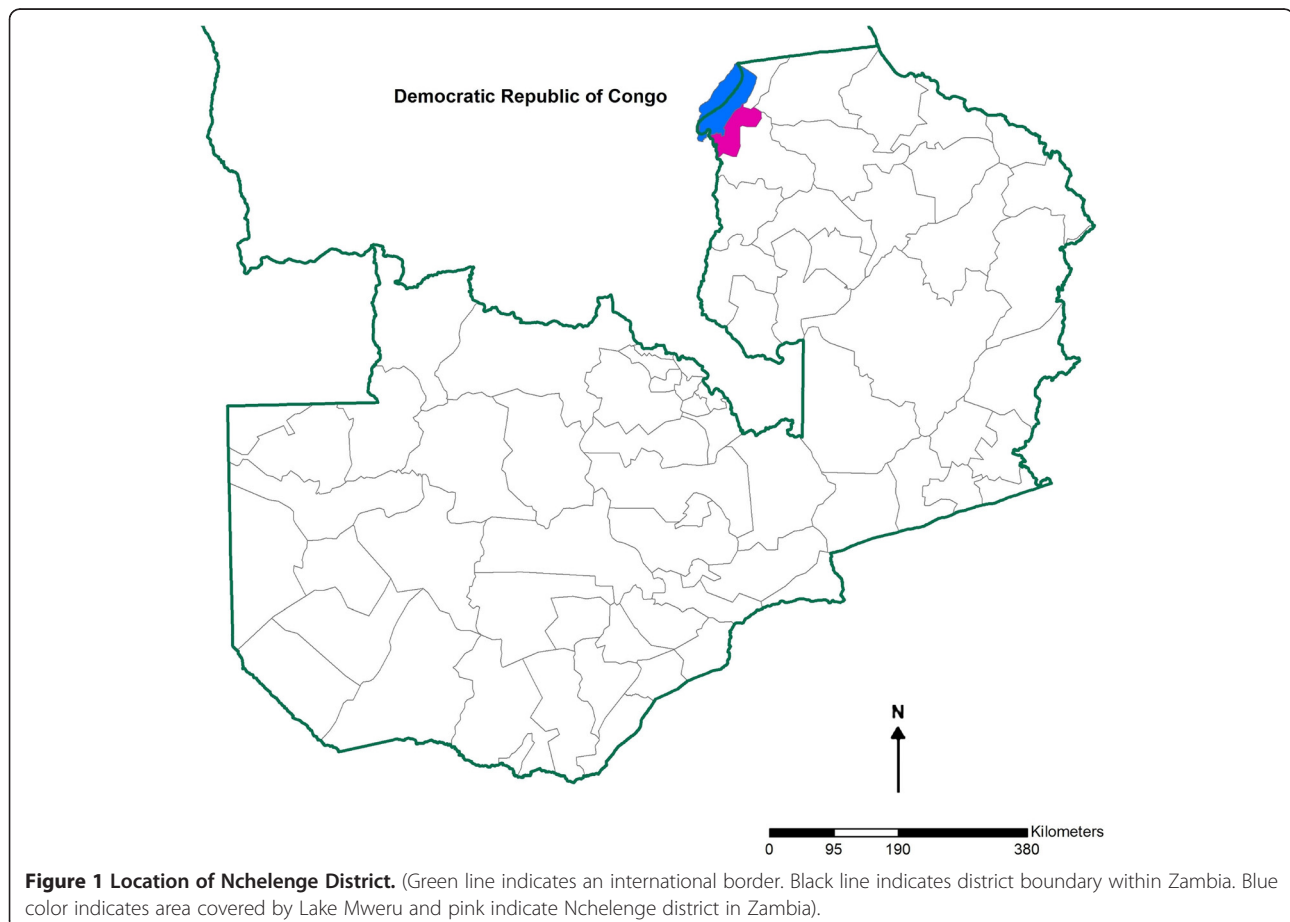 Democratic Republic of Congo
N
Kilometers
0 95 190 380
Figure 1 Location of Nchelenge District. (Green line indicates an international border. Black line indicates district boundary within Zambia. Blue
color indicates area covered by Lake Mweru and pink indicate Nchelenge district in Zambia).